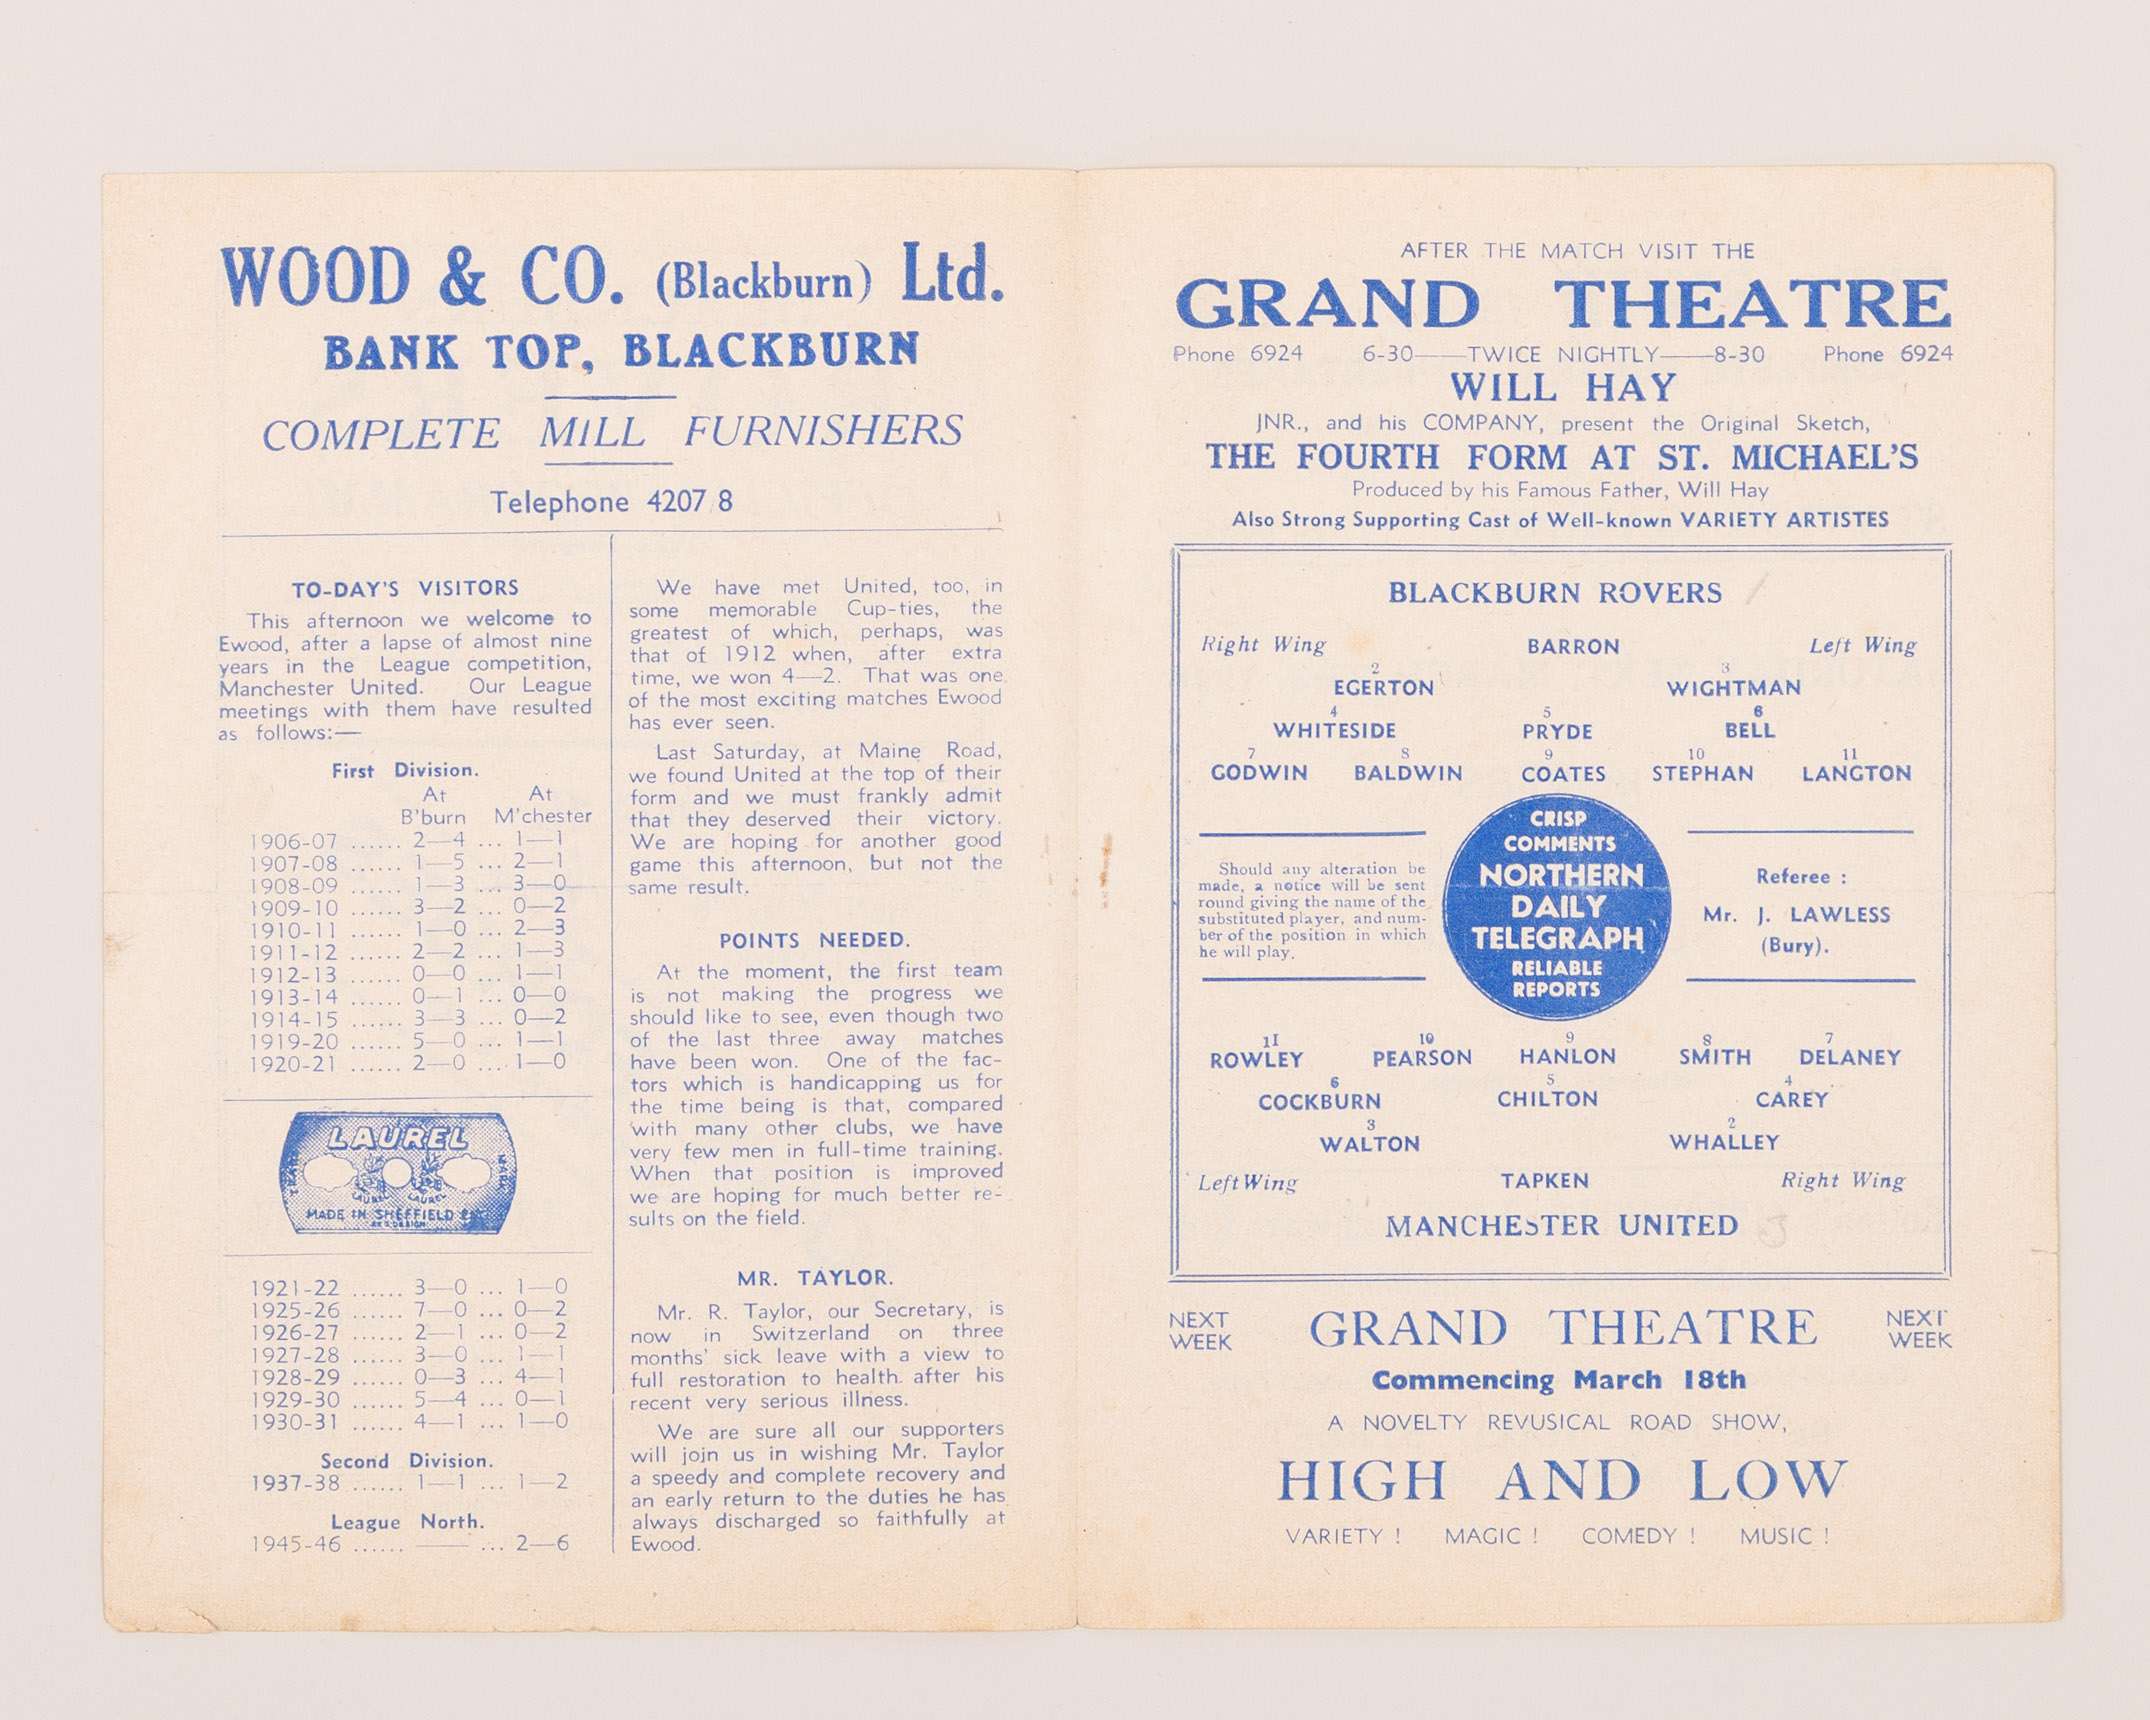 WOOD & CO. (Blackburn) Ltd.
BANK TOP, BLACKBURN
COMPLETE MILL FURNISHERS
Telephone 4207/8
TO-DAY'S VISITORS
This afternoon we welcome to
Ewood, after a lapse of almost nine
years in the League competition,
Manchester United. Our League
meetings with them have resulted
as follows:—
First Division.
At At
B'burn M'chester
1906-07 ...... 2—4 ... 1—1
1907-08 ...... 1—5 ... 2—1
1908-09 ...... 1—3 ... 3—0
1909-10 ...... 3—2 ... 0—2
1910-11 ...... 1—0 ... 2—3
1911-12 ...... 2—2 ... 1—3
1912-13 ...... 0—0 ... 1—1
1913-14 ...... 0—1 ... 0—0
1914-15 ...... 3—3 ... 0—2
1919-20 ...... 5—0 ... 1—1
1920-21 ...... 2—0 .... 1—0
LAUREL
LAUREL LAUREL
MADE IN SHEFFIELD
1921-22 ...... 3—0 ... 1—0
1925-26 ...... 7—0 ... 0—2
1926-27 ...... 2—1 ... 0—2
1927-28 ...... 3—0 ... 1—1
1928-29 ...... 0—3 ... 4—1
1929-30 ...... 5—4 ... 0—1
1930-31 ...... 4—1 ... 1—0
Second Division.
1937-38 ...... 1—1 ... 1—2
League North.
1945-46 ...... —— ... 2—6
We have met United, too, in
some memorable Cup-ties, the
greatest of which, perhaps, was
that of 1912 when, after extra
time, we won 4—2. That was one
of the most exciting matches Ewood
has ever seen.
Last Saturday, at Maine Road,
we found United at the top of their
form and we must frankly admit
that they deserved their victory.
We are hoping for another good
game this afternoon, but not the
same result.
POINTS NEEDED.
At the moment, the first team
is not making the progress we
should like to see, even though two
of the last three away matches
have been won. One of the fac-
tors which is handicapping us for
the time being is that, compared
with many other clubs, we have
very few men in full-time training.
When that position is improved
we are hoping for much better re-
sults on the field.
MR. TAYLOR.
Mr. R. Taylor, our Secretary, is
now in Switzerland on three
months' sick leave with a view to
full restoration to health after his
recent very serious illness.
We are sure all our supporters
will join us in wishing Mr. Taylor
a speedy and complete recovery and
an early return to the duties he has
always discharged so faithfully at
Ewood.
AFTER THE MATCH VISIT THE
GRAND THEATRE
Phone 6924 6-30——TWICE NIGHTLY——8-30 Phone 6924
WILL HAY
JNR., and his COMPANY, present the Original Sketch,
THE FOURTH FORM AT ST. MICHAEL'S
Produced by his Famous Father, Will Hay
Also Strong Supporting Cast of Well-known VARIETY ARTISTES
BLACKBURN ROVERS 1
Right Wing BARRON Left Wing
2 3
EGERTON WIGHTMAN
4 5 6
WHITESIDE PRYDE BELL
7 8 9 10 11
GODWIN BALDWIN COATES STEPHAN LANGTON
Should any alteration be
made, a notice will be sent
round giving the name of the
substituted player, and num-
ber of the position in which
he will play.
CRISP
COMMENTS
NORTHERN
DAILY
TELEGRAPH
RELIABLE
REPORTS
Referee :
Mr. J. LAWLESS
(Bury).
11 10 9 8 7
ROWLEY PEARSON HANLON SMITH DELANEY
6 5 4
COCKBURN CHILTON CAREY
3 2
WALTON WHALLEY
Left Wing TAPKEN Right Wing
MANCHESTER UNITED
NEXT WEEK
GRAND THEATRE
NEXT WEEK
Commencing March 18th
A NOVELTY REVUSICAL ROAD SHOW,
HIGH AND LOW
VARIETY ! MAGIC ! COMEDY ! MUSIC !